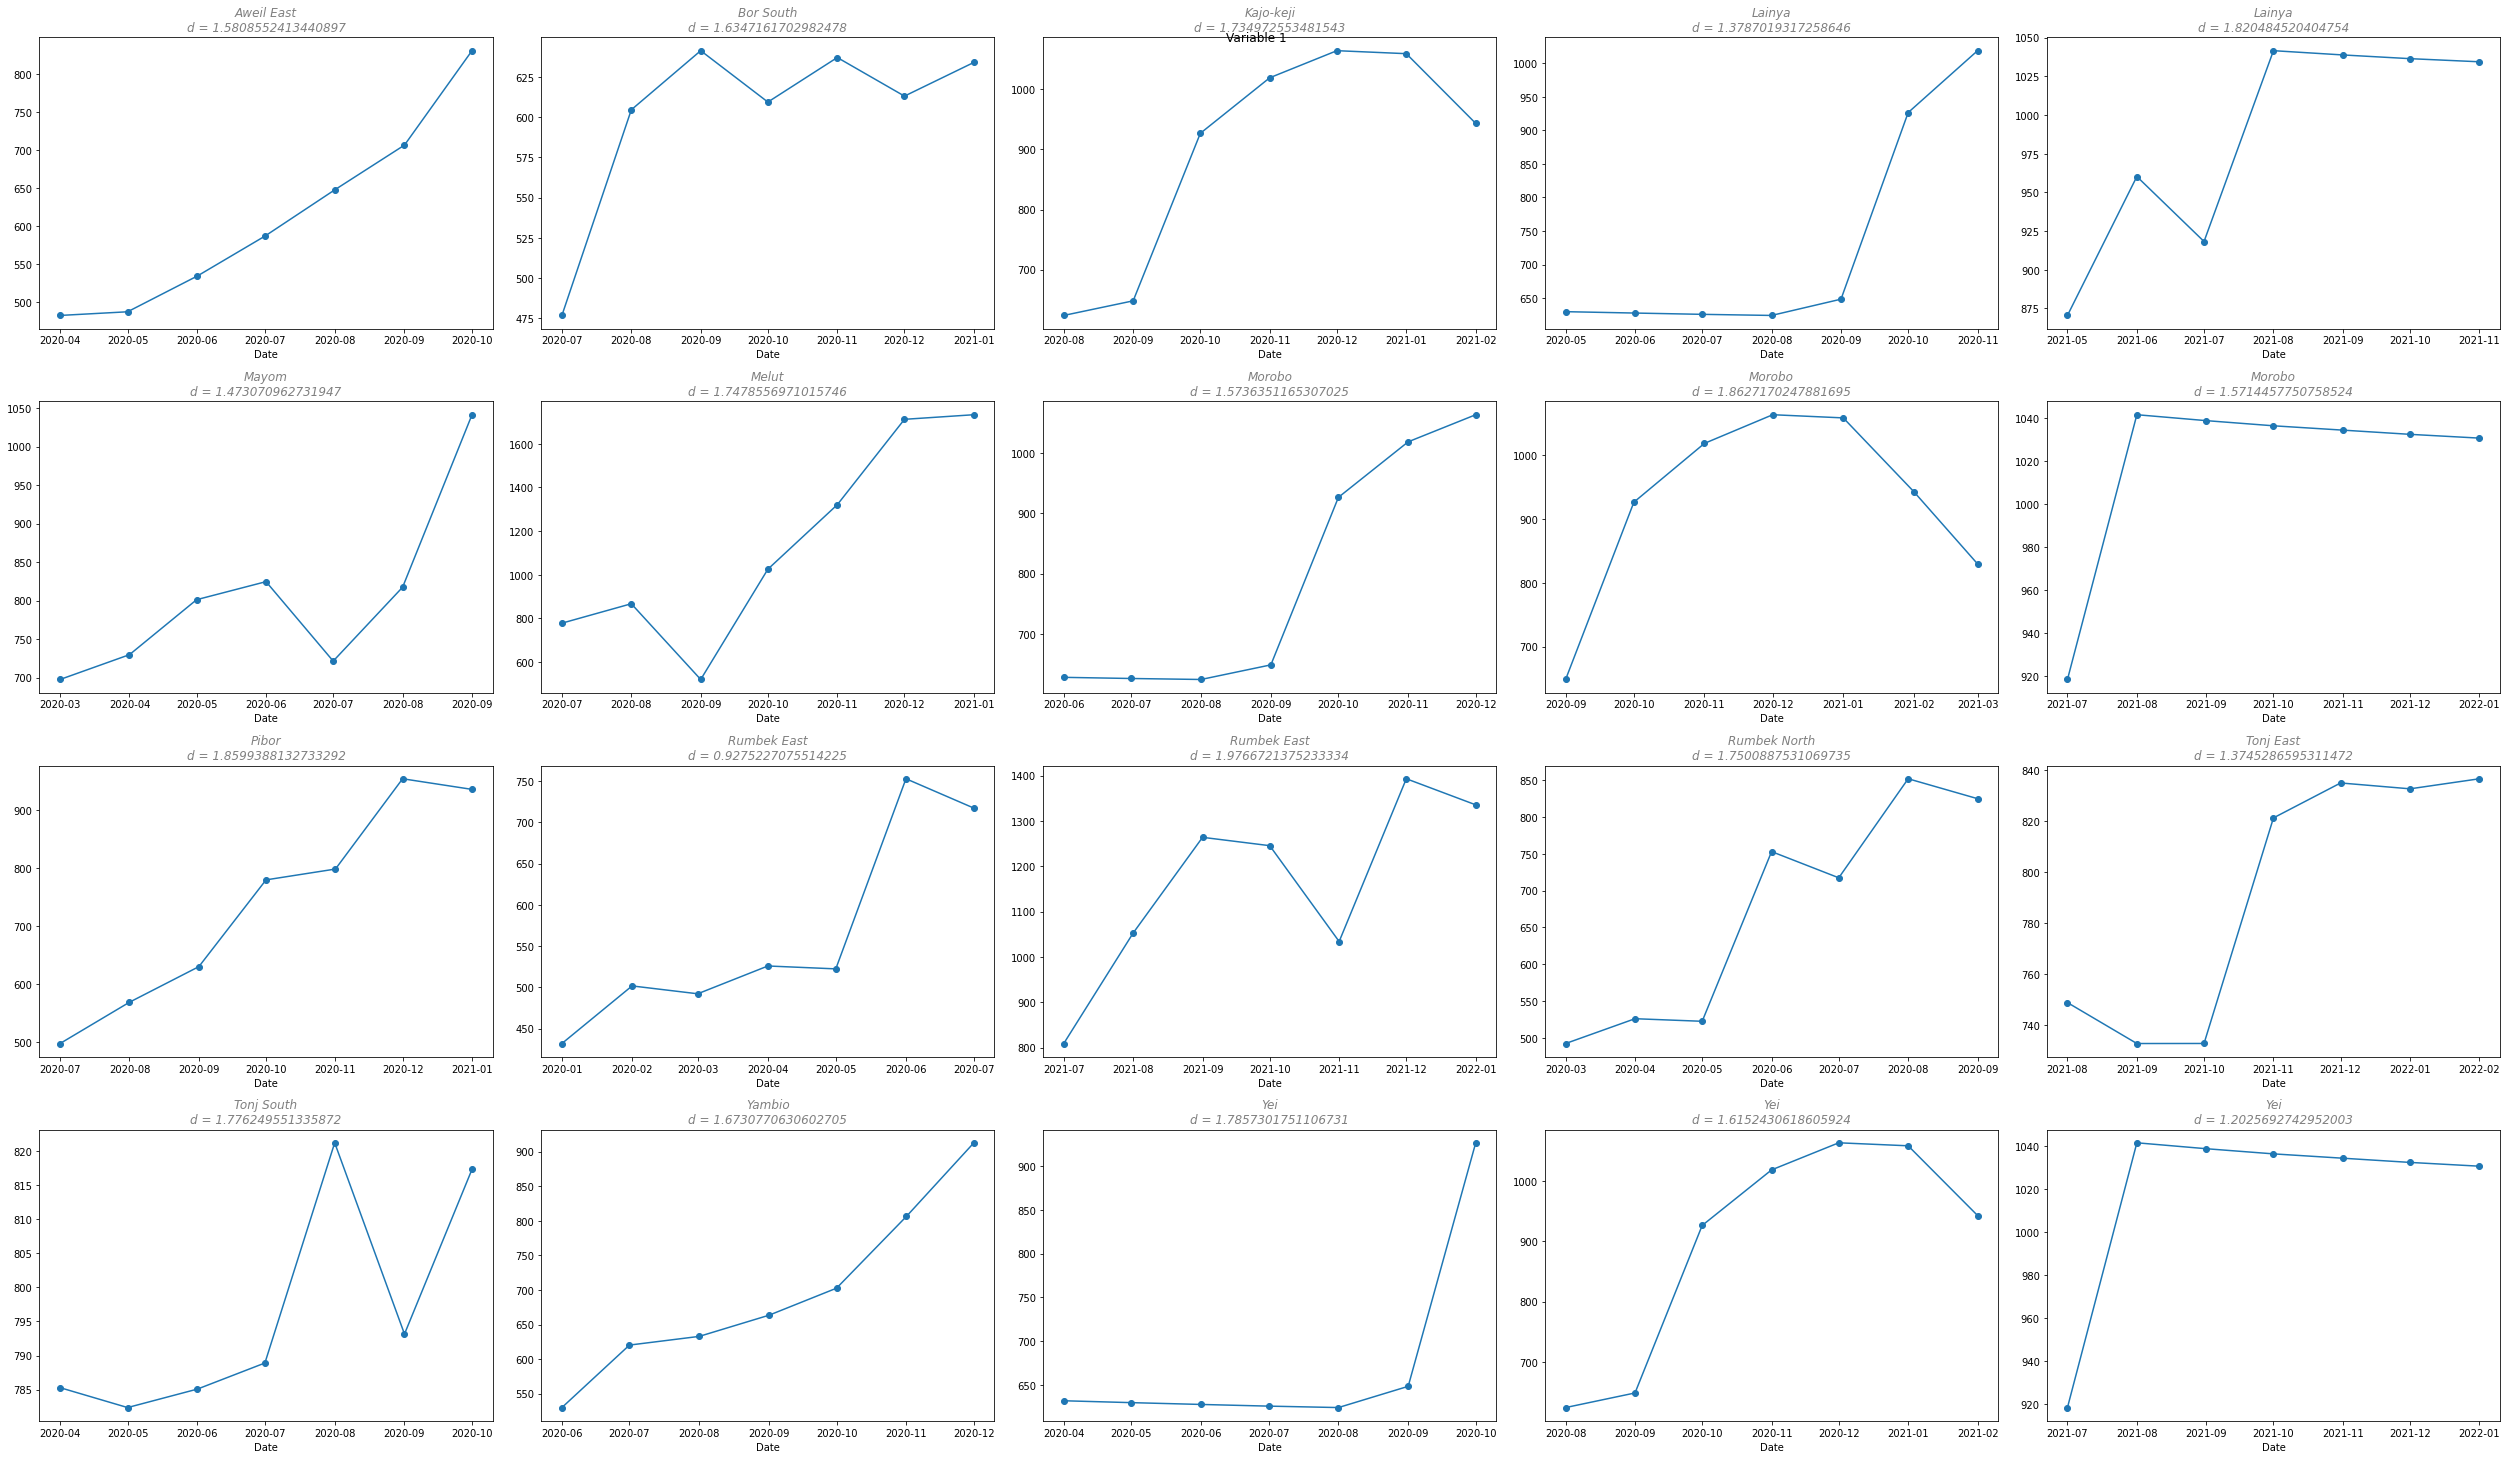 Aweil East
d = 1.5808552413440897
800
750
700
650
600
550
500
2020-04 2020-05 2020-06 2020-07 2020-08 2020-09 2020-10
Date
Bor South
d = 1.6347161702982478
625
600
575
550
525
500
475
2020-07 2020-08 2020-09 2020-10 2020-11 2020-12 2021-01
Date
Kajo-keji
d = 1.734972553481543
Variable 1
1000
900
800
700
2020-08 2020-09 2020-10 2020-11 2020-12 2021-01 2021-02
Date
Lainya
d = 1.3787019317258646
1000
950
900
850
800
750
700
650
2020-05 2020-06 2020-07 2020-08 2020-09 2020-10 2020-11
Date
Lainya
d = 1.820484520404754
1050
1025
1000
975
950
925
900
875
2021-05 2021-06 2021-07 2021-08 2021-09 2021-10 2021-11
Date
Mayom
d = 1.473070962731947
1050
1000
950
900
850
800
750
700
2020-03 2020-04 2020-05 2020-06 2020-07 2020-08 2020-09
Date
Melut
d = 1.7478556971015746
1600
1400
1200
1000
800
600
2020-07 2020-08 2020-09 2020-10 2020-11 2020-12 2021-01
Date
Morobo
d = 1.5736351165307025
1000
900
800
700
2020-06 2020-07 2020-08 2020-09 2020-10 2020-11 2020-12
Date
Morobo
d = 1.8627170247881695
1000
900
800
700
2020-09 2020-10 2020-11 2020-12 2021-01 2021-02 2021-03
Date
Morobo
d = 1.5714457750758524
1040
1020
1000
980
960
940
920
2021-07 2021-08 2021-09 2021-10 2021-11 2021-12 2022-01
Date
Pibor
d = 1.8599388132733292
900
800
700
600
500
2020-07 2020-08 2020-09 2020-10 2020-11 2020-12 2021-01
Date
Rumbek East
d = 0.9275227075514225
750
700
650
600
550
500
450
2020-01 2020-02 2020-03 2020-04 2020-05 2020-06 2020-07
Date
Rumbek East
d = 1.9766721375233334
1400
1300
1200
1100
1000
900
800
2021-07 2021-08 2021-09 2021-10 2021-11 2021-12 2022-01
Date
Rumbek North
d = 1.7500887531069735
850
800
750
700
650
600
550
500
2020-03 2020-04 2020-05 2020-06 2020-07 2020-08 2020-09
Date
Tonj East
d = 1.3745286595311472
840
820
800
780
760
740
2021-08 2021-09 2021-10 2021-11 2021-12 2022-01 2022-02
Date
Tonj South
d = 1.776249551335872
820
815
810
805
800
795
790
785
2020-04 2020-05 2020-06 2020-07 2020-08 2020-09 2020-10
Date
Yambio
d = 1.6730770630602705
900
850
800
750
700
650
600
550
2020-06 2020-07 2020-08 2020-09 2020-10 2020-11 2020-12
Date
Yei
d = 1.7857301751106731
900
850
800
750
700
650
2020-04 2020-05 2020-06 2020-07 2020-08 2020-09 2020-10
Date
Yei
d = 1.6152430618605924
1000
900
800
700
2020-08 2020-09 2020-10 2020-11 2020-12 2021-01 2021-02
Date
Yei
d = 1.2025692742952003
1040
1020
1000
980
960
940
920
2021-07 2021-08 2021-09 2021-10 2021-11 2021-12 2022-01
Date